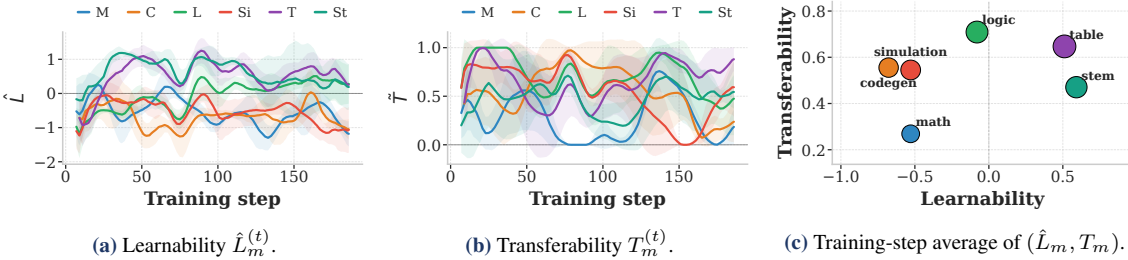 M C L Si T St
1
0
−1
−2
L̂
0 50 100 150
Training step
(a) Learnability L̂_m^(t).
M C L Si T St
1.0
0.5
0.0
T̃
0 50 100 150
Training step
(b) Transferability T_m^(t).
0.8
0.6
0.4
0.2
Transferability
logic
table
simulation
codegen
stem
math
−1.0 −0.5 0.0 0.5
Learnability
(c) Training-step average of (L̂_m, T_m).